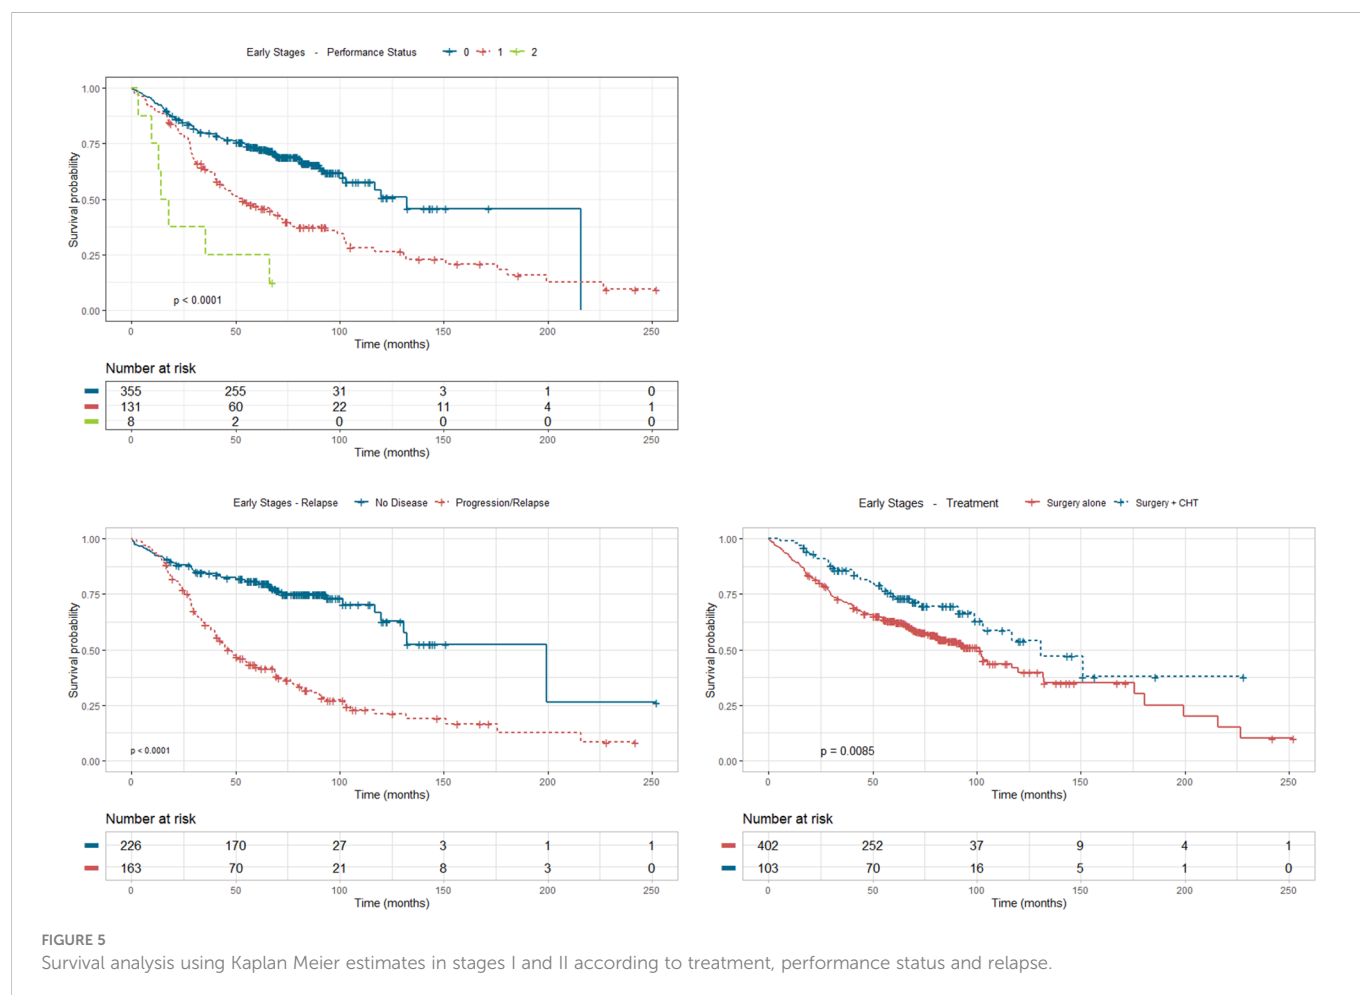 Early Stages - Performance Status 0 1 2
1.00
0.75
0.50
0.25
0.00
Survival probability
p < 0.0001
0 50 100 150 200 250
Time (months)
Number at risk
355 255 31 3 1 0
131 60 22 11 4 1
8 2 0 0 0 0
0 50 100 150 200 250
Time (months)
Early Stages - Relapse No Disease Progression/Relapse
1.00
0.75
0.50
0.25
0.00
Survival probability
p < 0.0001
0 50 100 150 200 250
Time (months)
Number at risk
226 170 27 3 1 1
163 70 21 8 3 0
0 50 100 150 200 250
Time (months)
Early Stages - Treatment Surgery alone Surgery + CHT
1.00
0.75
0.50
0.25
0.00
Survival probability
p = 0.0085
0 50 100 150 200 250
Time (months)
Number at risk
402 252 37 9 4 1
103 70 16 5 1 0
0 50 100 150 200 250
Time (months)
FIGURE 5
Survival analysis using Kaplan Meier estimates in stages I and II according to treatment, performance status and relapse.